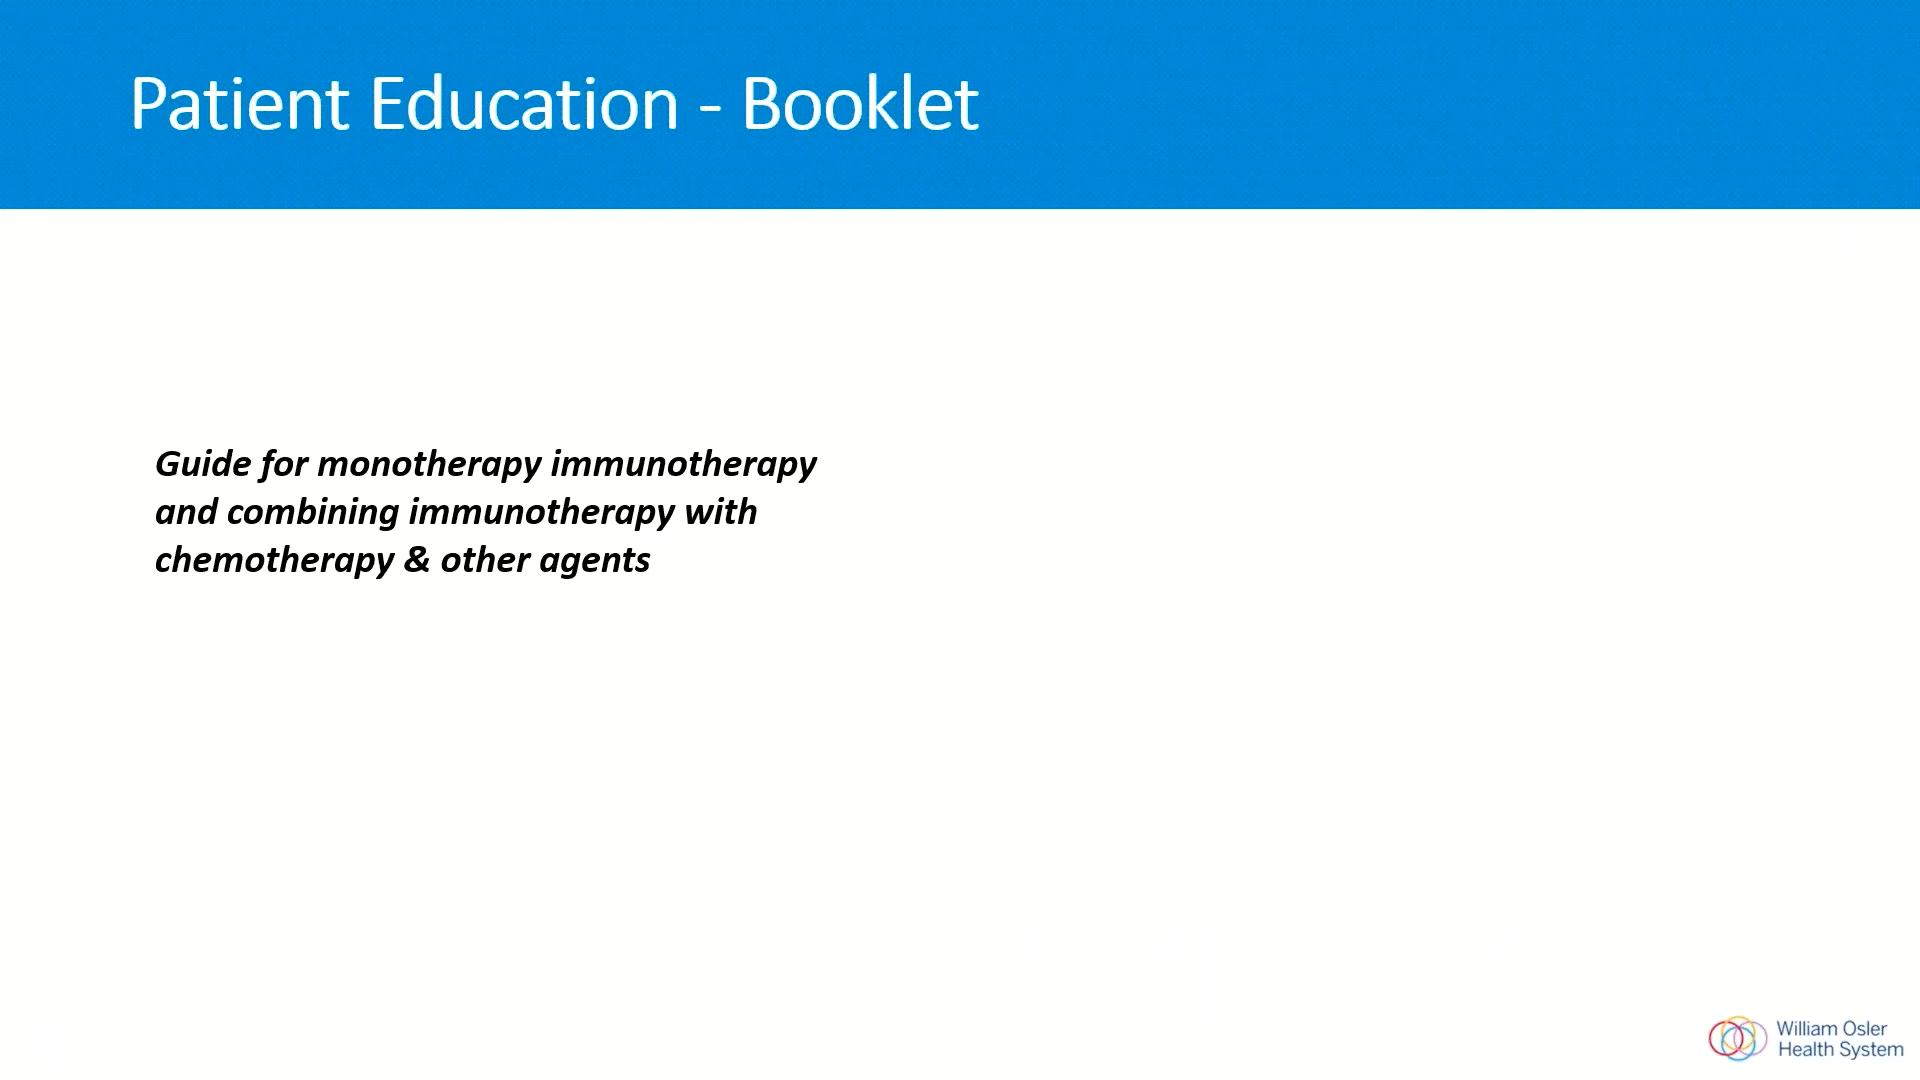 Patient Education - Booklet
Guide for monotherapy immunotherapy
and combining immunotherapy with
chemotherapy & other agents
William Osler
Health System